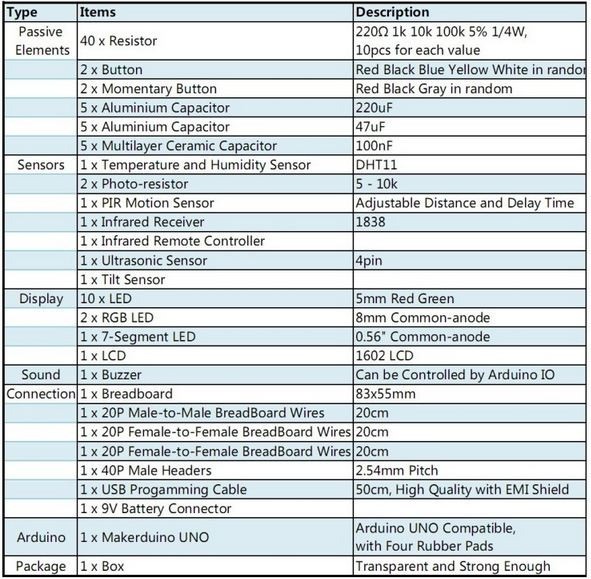 Type Items Description
Passive Elements 40 x Resistor 220Ω 1k 10k 100k 5% 1/4W, 10pcs for each value
2 x Button Red Black Blue Yellow White in randor
2 x Momentary Button Red Black Gray in random
5 x Aluminium Capacitor 220uF
5 x Aluminium Capacitor 47uF
5 x Multilayer Ceramic Capacitor 100nF
Sensors 1 x Temperature and Humidity Sensor DHT11
2 x Photo-resistor 5 - 10k
1 x PIR Motion Sensor Adjustable Distance and Delay Time
1 x Infrared Receiver 1838
1 x Infrared Remote Controller
1 x Ultrasonic Sensor 4pin
1 x Tilt Sensor
Display 10 x LED 5mm Red Green
2 x RGB LED 8mm Common-anode
1 x 7-Segment LED 0.56" Common-anode
1 x LCD 1602 LCD
Sound 1 x Buzzer Can be Controlled by Arduino IO
Connection 1 x Breadboard 83x55mm
1 x 20P Male-to-Male BreadBoard Wires 20cm
1 x 20P Female-to-Female BreadBoard Wires 20cm
1 x 20P Female-to-Female BreadBoard Wires 20cm
1 x 40P Male Headers 2.54mm Pitch
1 x USB Progamming Cable 50cm, High Quality with EMI Shield
1 x 9V Battery Connector
Arduino 1 x Makerduino UNO Arduino UNO Compatible, with Four Rubber Pads
Package 1 x Box Transparent and Strong Enough